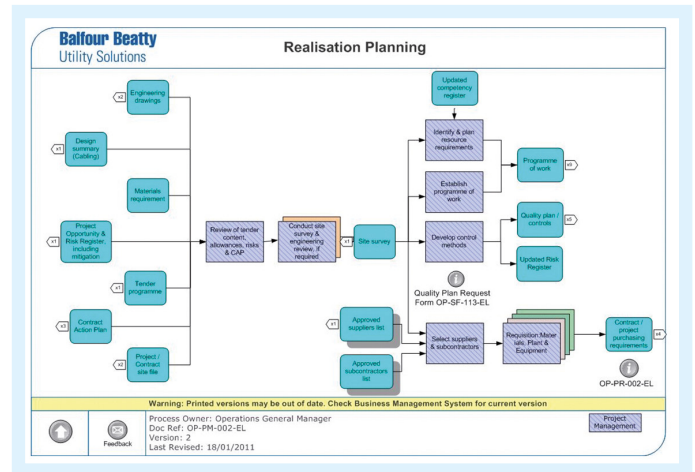 Balfour Beatty
Utility Solutions
Realisation Planning
x2
Engineering
drawings
x1
Design
summary
(Cabling)
Materials
requirement
x1
Project
Opportunity &
Risk Register,
including
mitigation
x1
Tender
programme
x3
Contract
Action Plan
x2
Project /
Contract
site file
Review of tender
content,
allowances, risks
& CAP
Conduct site
survey &
engineering
review, if
required
x1
Site survey
Updated
competency
register
Identify & plan
resource
requirements
Establish
programme of
work
Develop control
methods
Programme
of work
x9
Quality plan /
controls
x5
Updated Risk
Register
Quality Plan Request
Form OP-SF-113-EL
x1
Approved
suppliers list
Approved
subcontractors
list
Select suppliers
& subcontractors
Requisition:Mater
ials, Plant &
Equipment
Contract /
project
purchasing
requirements
x4
OP-PR-002-EL
Warning: Printed versions may be out of date. Check Business Management System for current version
Feedback
Process Owner: Operations General Manager
Doc Ref: OP-PM-002-EL
Version: 2
Last Revised: 18/01/2011
Project
Management